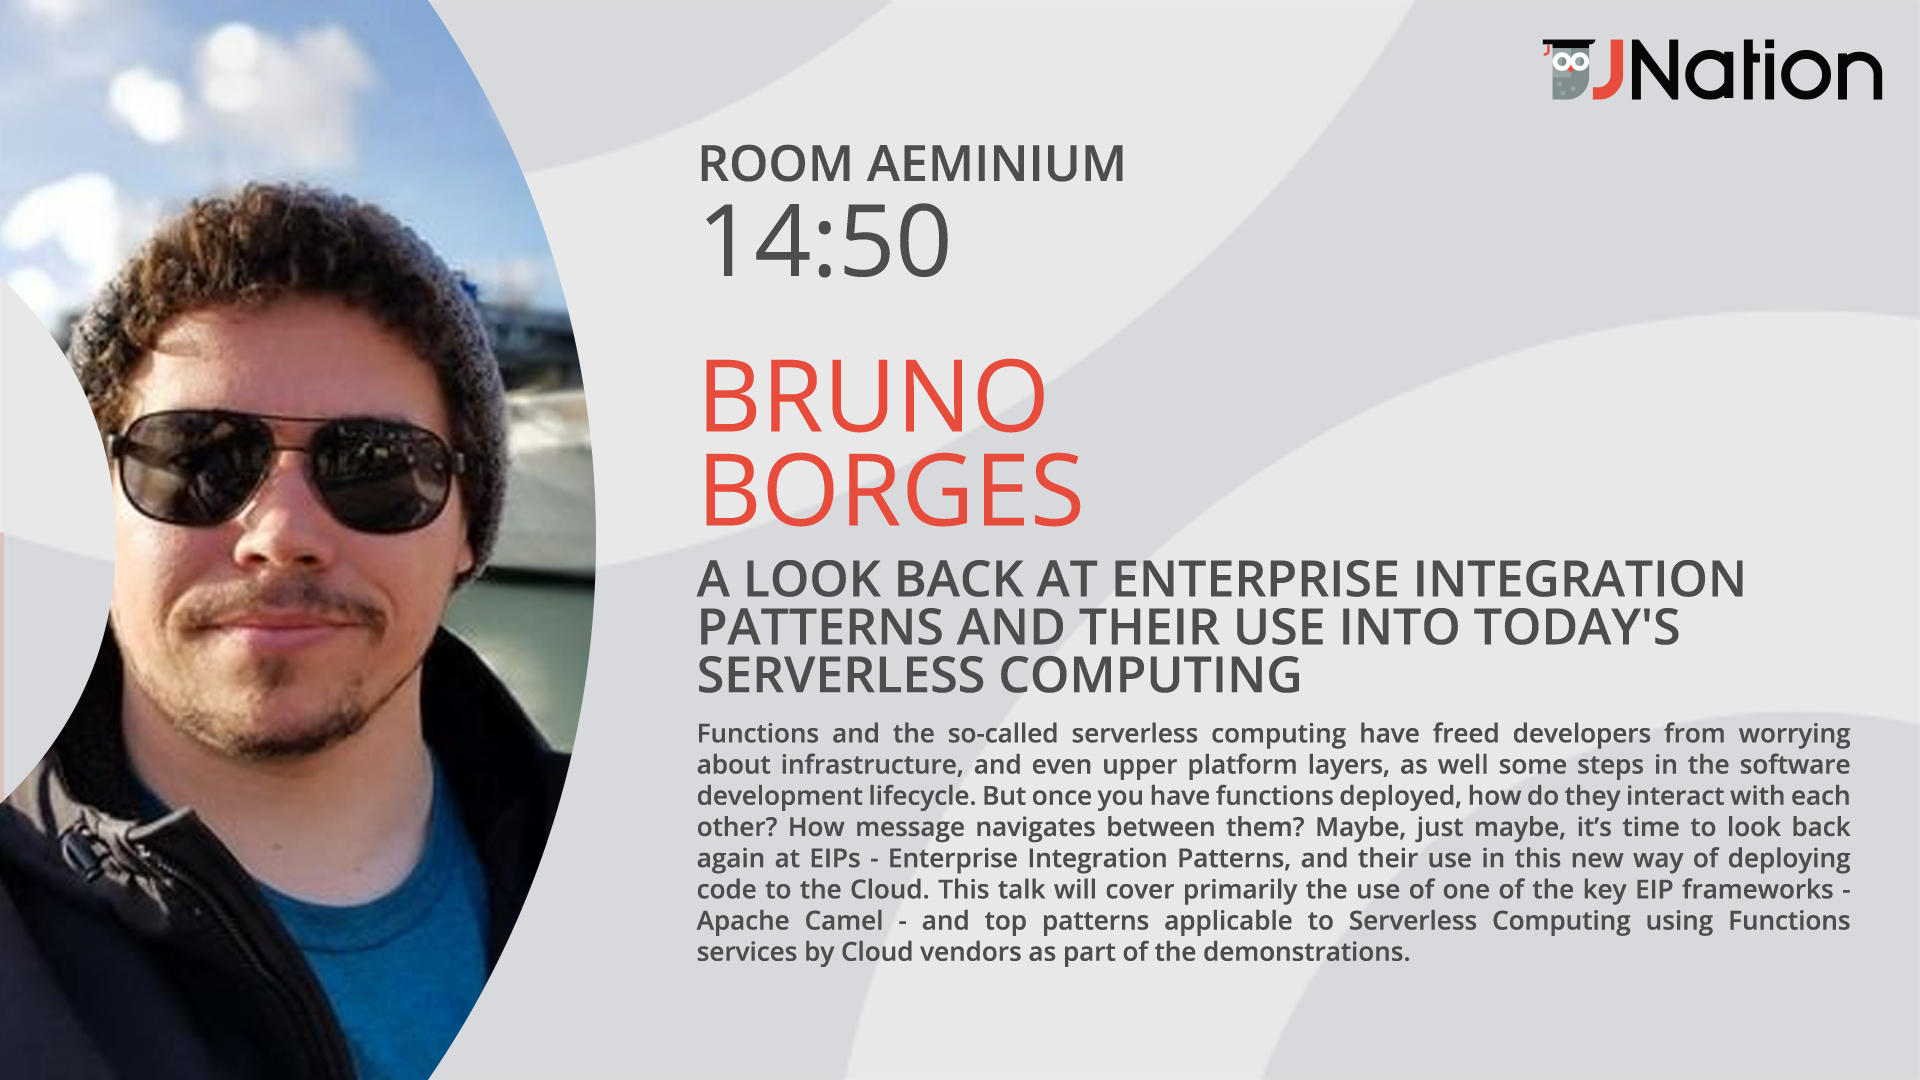 JNation
ROOM AEMINIUM
14:50
BRUNO
BORGES
A LOOK BACK AT ENTERPRISE INTEGRATION
PATTERNS AND THEIR USE INTO TODAY'S
SERVERLESS COMPUTING
Functions and the so-called serverless computing have freed developers from worrying
about infrastructure, and even upper platform layers, as well some steps in the software
development lifecycle. But once you have functions deployed, how do they interact with each
other? How message navigates between them? Maybe, just maybe, it’s time to look back
again at EIPs - Enterprise Integration Patterns, and their use in this new way of deploying
code to the Cloud. This talk will cover primarily the use of one of the key EIP frameworks -
Apache Camel - and top patterns applicable to Serverless Computing using Functions
services by Cloud vendors as part of the demonstrations.